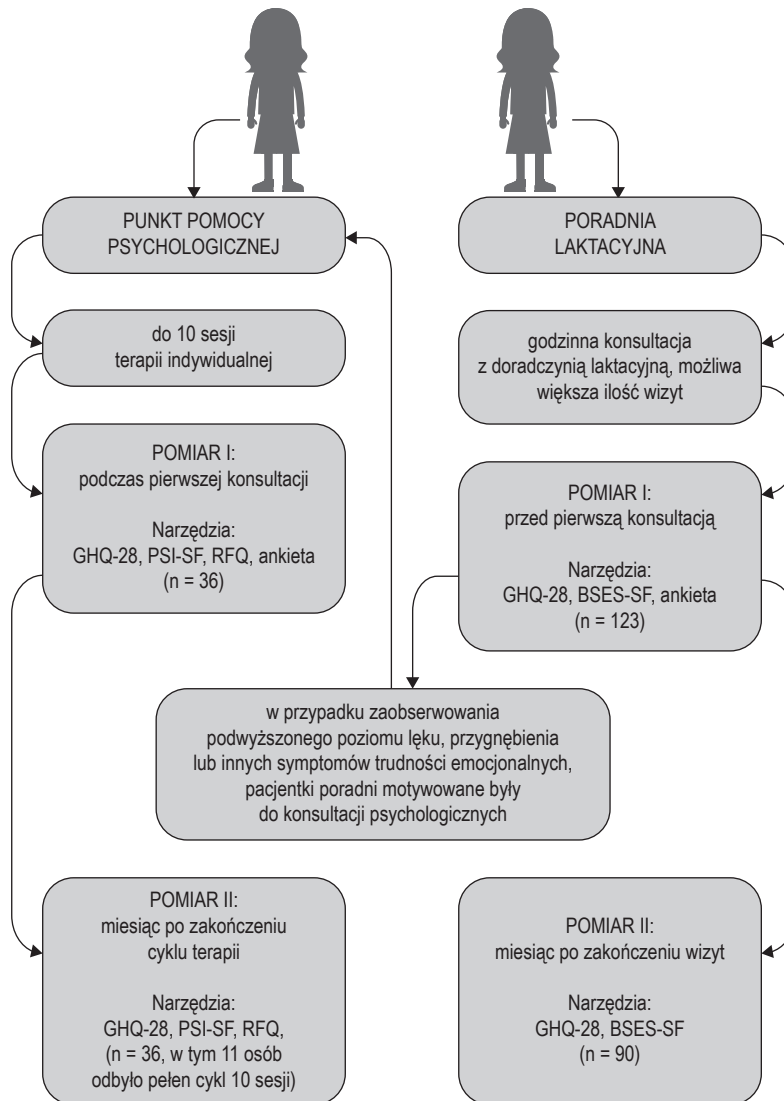 PUNKT POMOCY
PSYCHOLOGICZNEJ
do 10 sesji
terapii indywidualnej
POMIAR I:
podczas pierwszej konsultacji
Narzędzia:
GHQ-28, PSI-SF, RFQ, ankieta
(n = 36)
PORADNIA
LAKTACYJNA
godzinna konsultacja
z doradczynią laktacyjną, możliwa
większa ilość wizyt
POMIAR I:
przed pierwszą konsultacją
Narzędzia:
GHQ-28, BSES-SF, ankieta
(n = 123)
w przypadku zaobserwowania
podwyższonego poziomu lęku, przygnębienia
lub innych symptomów trudności emocjonalnych,
pacjentki poradni motywowane były
do konsultacji psychologicznych
POMIAR II:
miesiąc po zakończeniu
cyklu terapii
Narzędzia:
GHQ-28, PSI-SF, RFQ,
(n = 36, w tym 11 osób
odbyło pełen cykl 10 sesji)
POMIAR II:
miesiąc po zakończeniu wizyt
Narzędzia:
GHQ-28, BSES-SF
(n = 90)